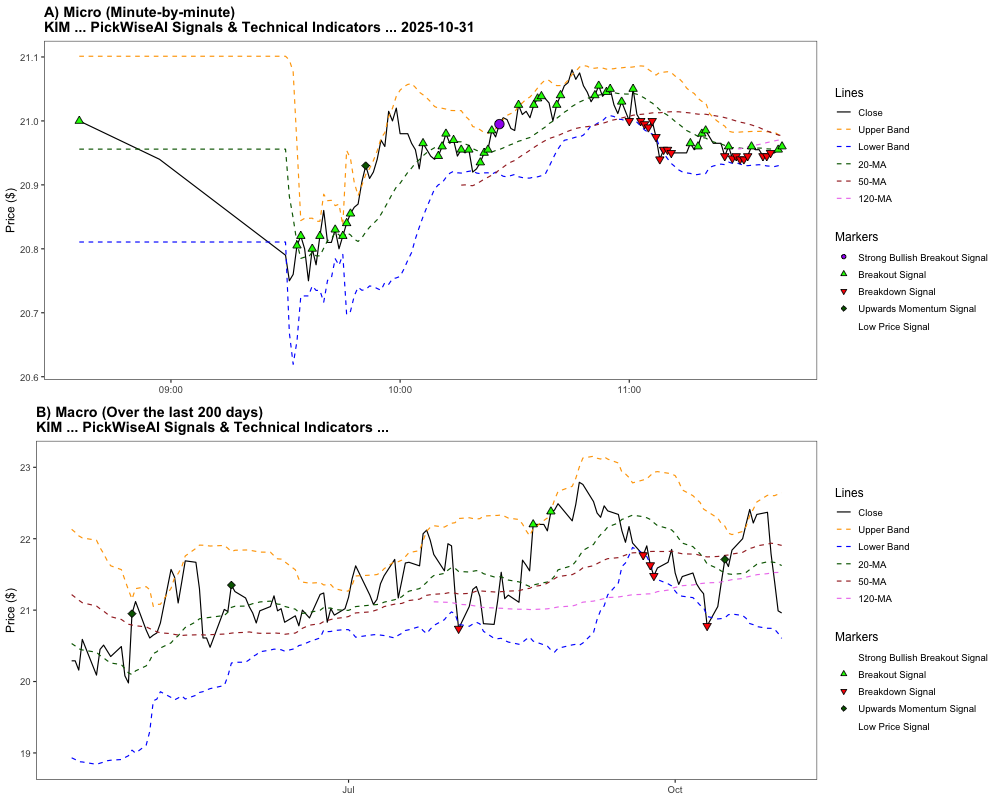 A) Micro (Minute-by-minute)
KIM ... PickWiseAI Signals & Technical Indicators ... 2025-10-31
Price ($)
21.1
21.0
20.9
20.8
20.7
20.6
09:00
10:00
11:00
Lines
Close
Upper Band
Lower Band
20-MA
50-MA
120-MA
Markers
Strong Bullish Breakout Signal
Breakout Signal
Breakdown Signal
Upwards Momentum Signal
Low Price Signal
B) Macro (Over the last 200 days)
KIM ... PickWiseAI Signals & Technical Indicators ...
Price ($)
23
22
21
20
19
Jul
Oct
Lines
Close
Upper Band
Lower Band
20-MA
50-MA
120-MA
Markers
Strong Bullish Breakout Signal
Breakout Signal
Breakdown Signal
Upwards Momentum Signal
Low Price Signal